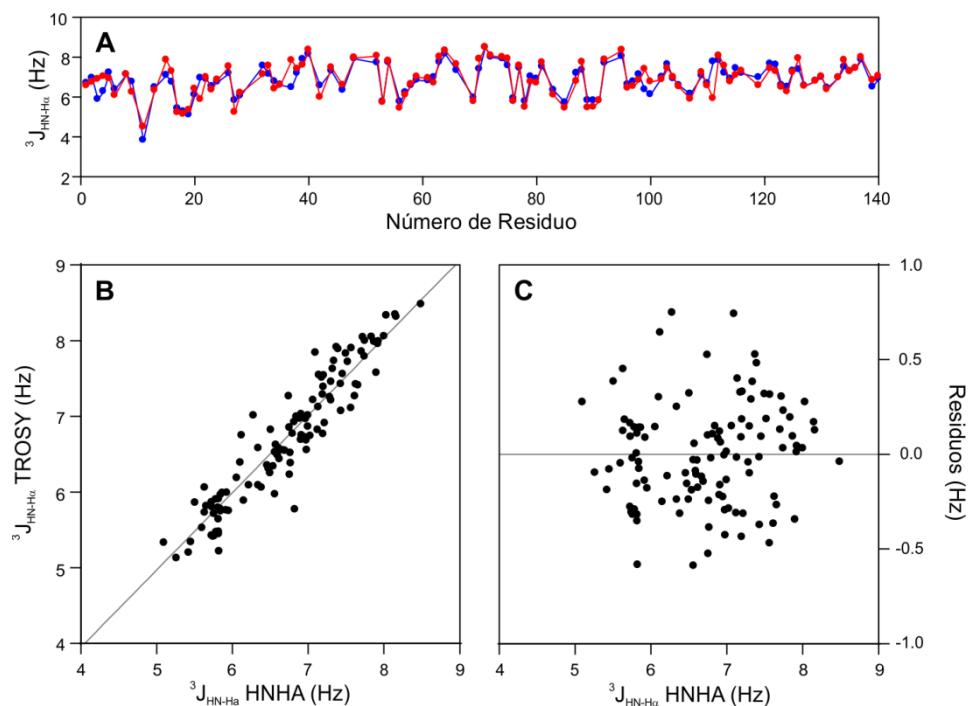 A
10
8
6
4
2
³J_HN-Hα (Hz)
0 20 40 60 80 100 120 140
Número de Residuo
B
9
8
7
6
5
4
³J_HN-Hα TROSY (Hz)
4 5 6 7 8 9
³J_HN-Ha HNHA (Hz)
C
1.0
0.5
0.0
-0.5
-1.0
Residuos (Hz)
4 5 6 7 8 9
³J_HN-Hα HNHA (Hz)